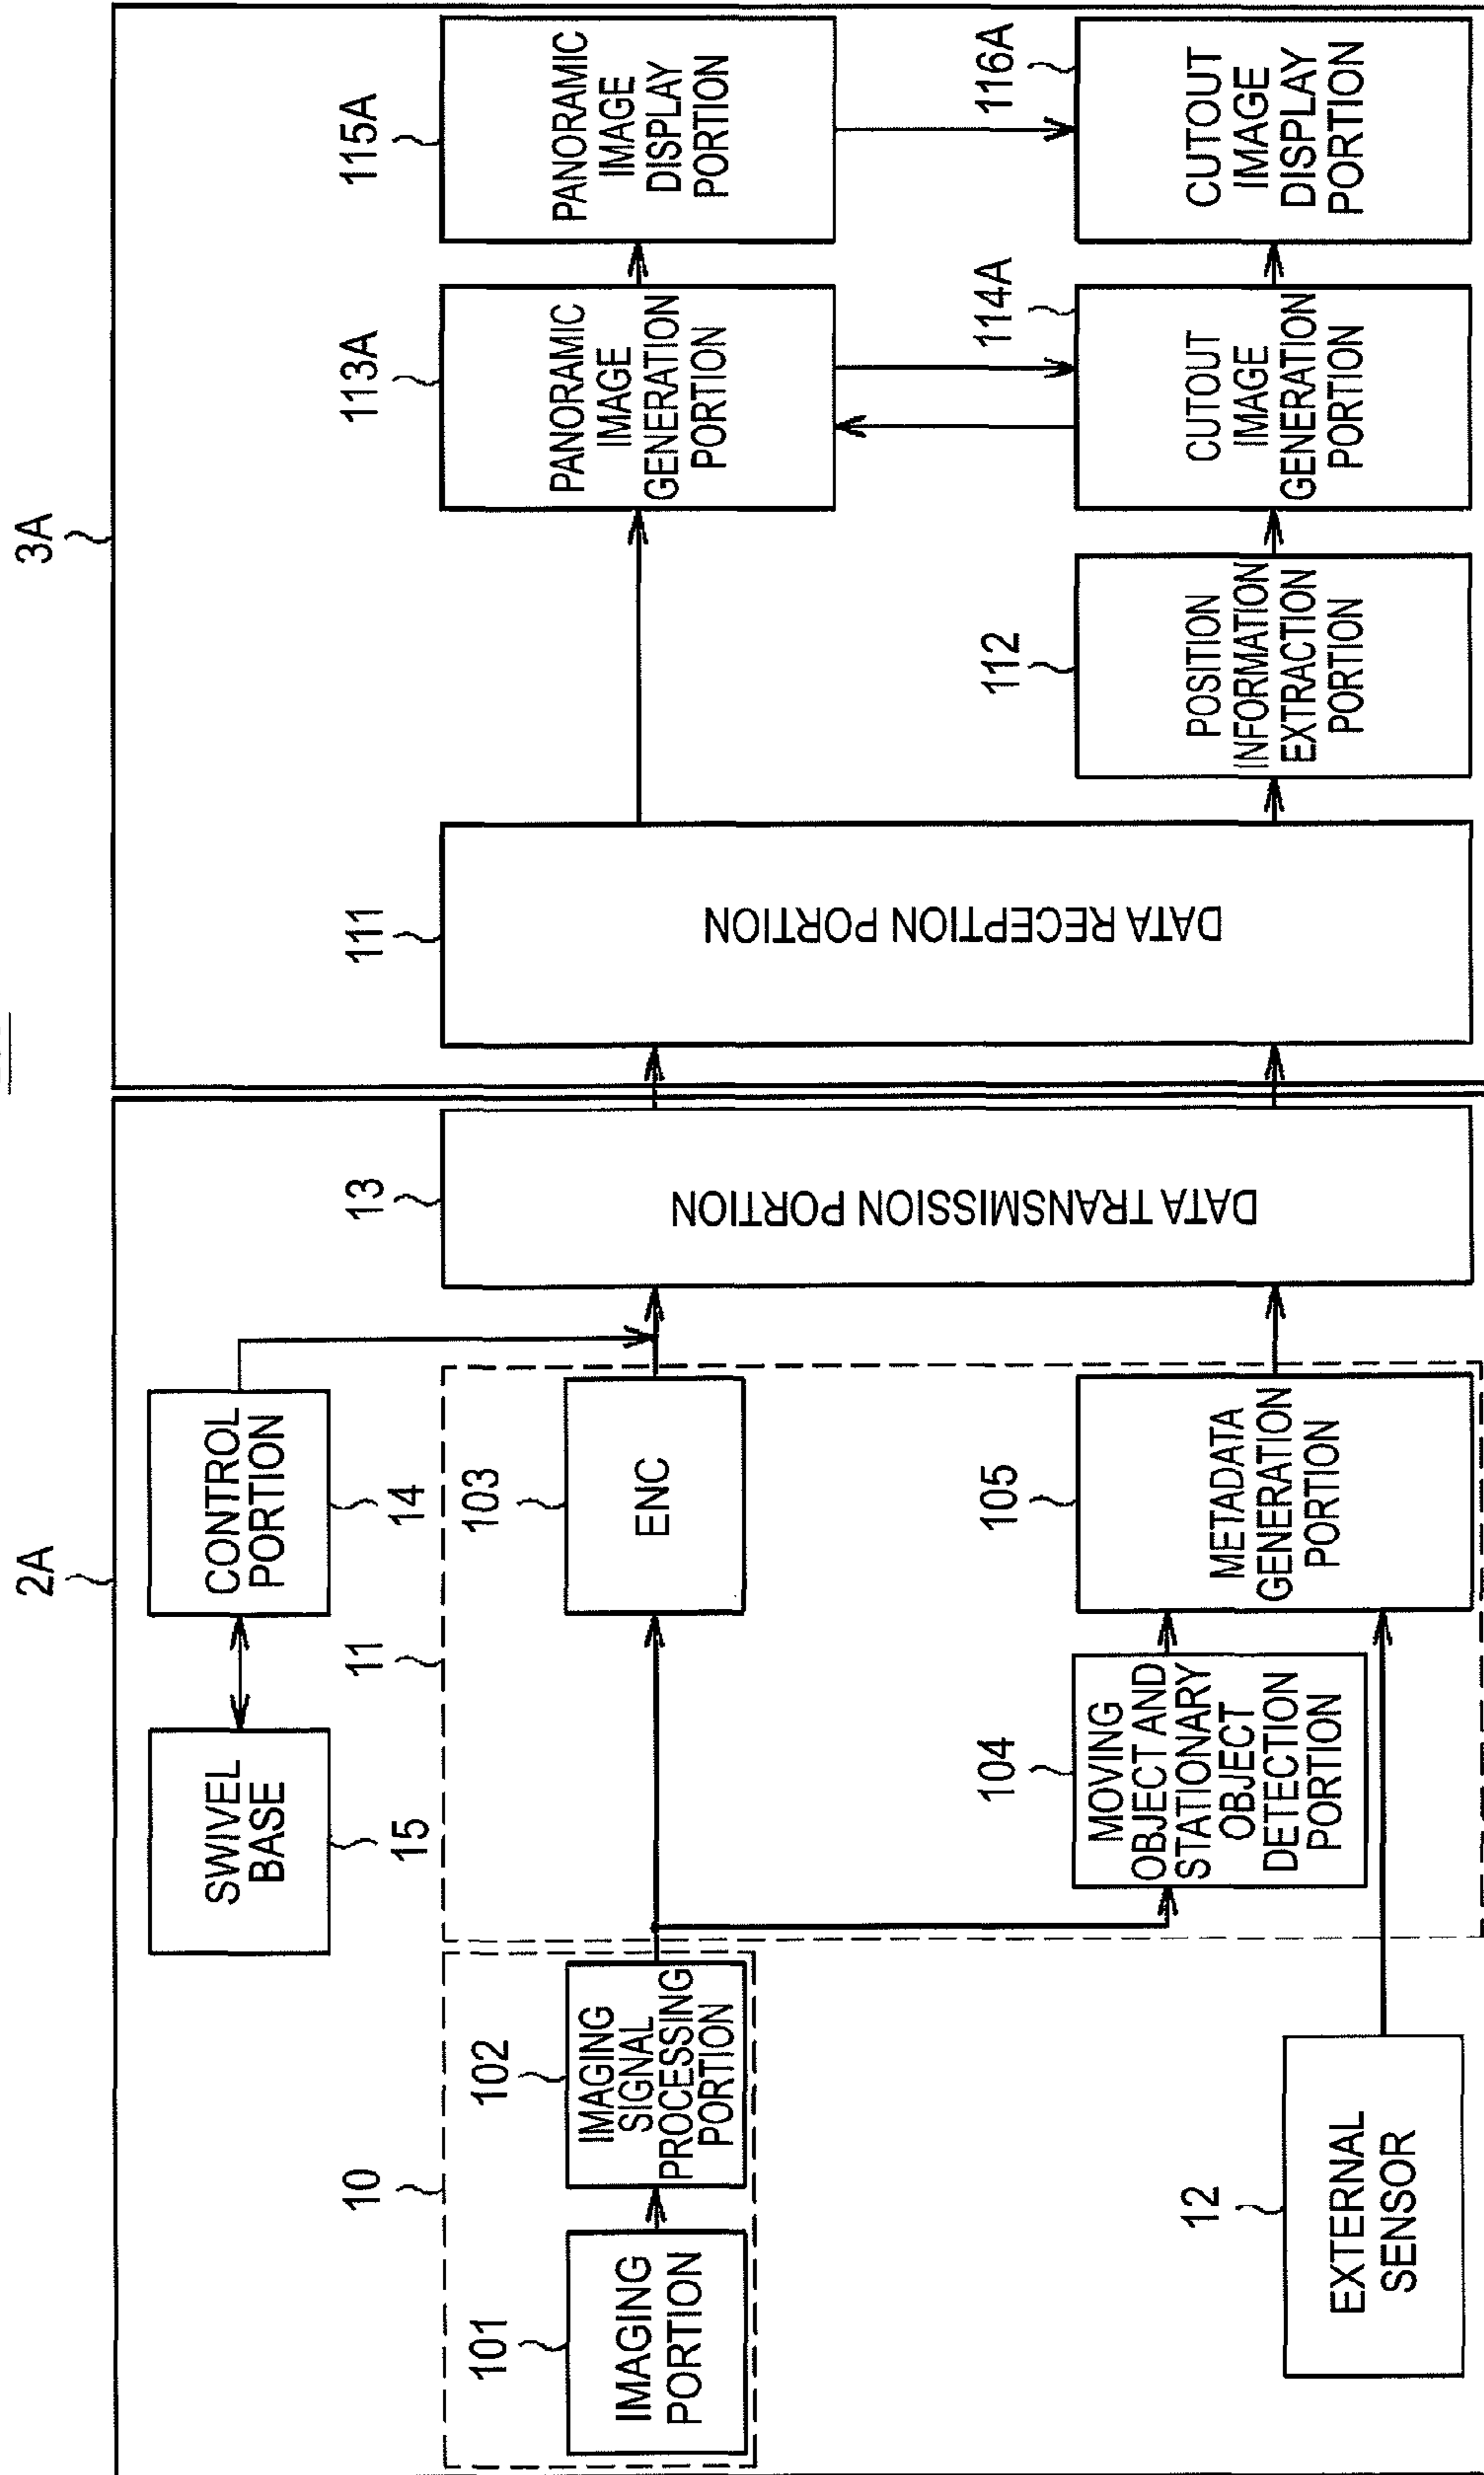 2A
3A
SWIVEL
BASE
15
CONTROL
PORTION
14
10
101
IMAGING
PORTION
102
IMAGING
SIGNAL
PROCESSING
PORTION
11
103
ENC
104
MOVING
OBJECT AND
STATIONARY
OBJECT
DETECTION
PORTION
105
METADATA
GENERATION
PORTION
12
EXTERNAL
SENSOR
13
DATA TRANSMISSION PORTION
111
DATA RECEPTION PORTION
112
POSITION
INFORMATION
EXTRACTION
PORTION
113A
PANORAMIC
IMAGE
GENERATION
PORTION
114A
CUTOUT
IMAGE
GENERATION
PORTION
115A
PANORAMIC
IMAGE
DISPLAY
PORTION
116A
CUTOUT
IMAGE
DISPLAY
PORTION